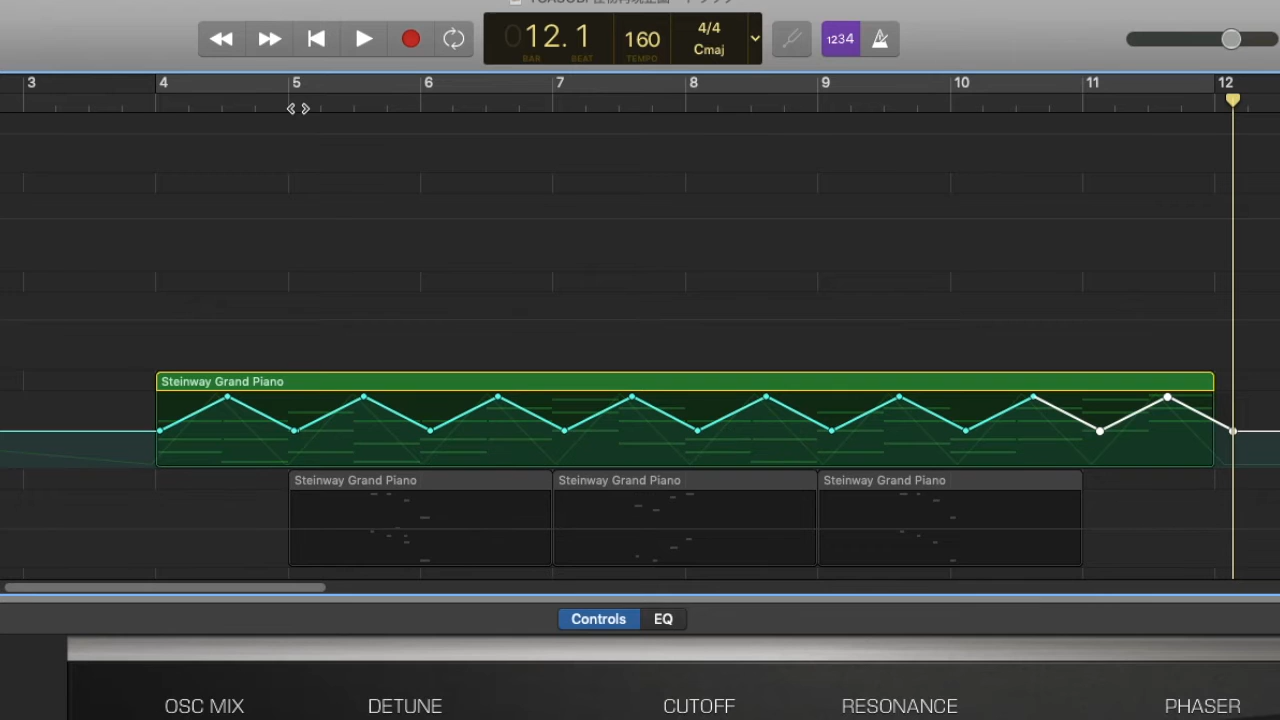 12. 1
BAR
BEAT
160
TEMPO
4/4
Cmaj
1234
3
4
5
6
7
8
9
10
11
12
Steinway Grand Piano
Steinway Grand Piano
Steinway Grand Piano
Steinway Grand Piano
Controls
EQ
OSC MIX
DETUNE
CUTOFF
RESONANCE
PHASER